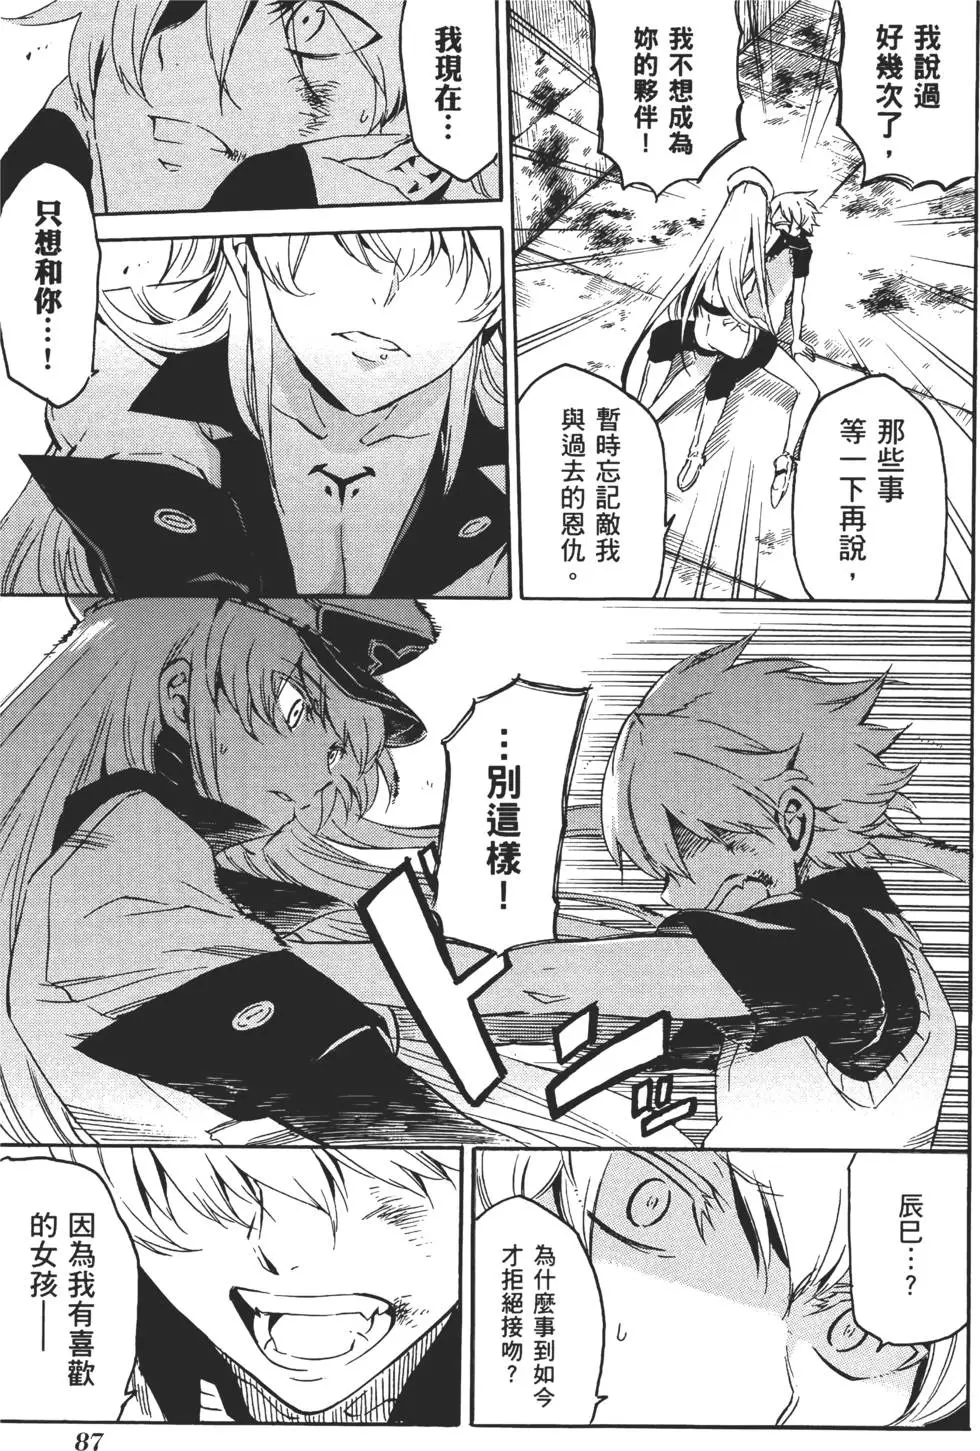 我說過
好幾次了，
我不想成為
妳的夥伴！
那些事
等一下再說，
暫時忘記敵我
與過去的恩仇。
我現在…
只想和你……！
…別這樣！
ドンッ
辰巳…？
為什麼事到如今
才拒絕接吻？
因為我有喜歡
的女孩——
87